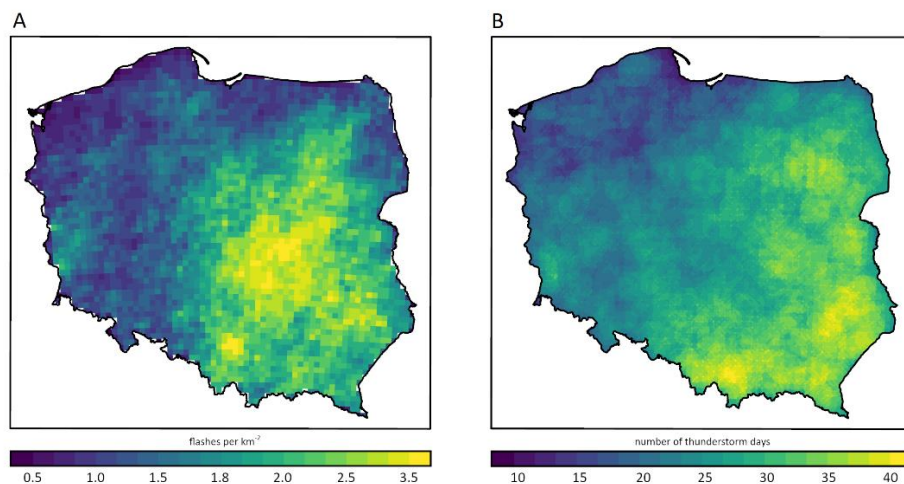 A
B
flashes per km⁻²
number of thunderstorm days
0.5 1.0 1.5 1.8 2.0 2.5 3.5
10 15 20 25 30 35 40